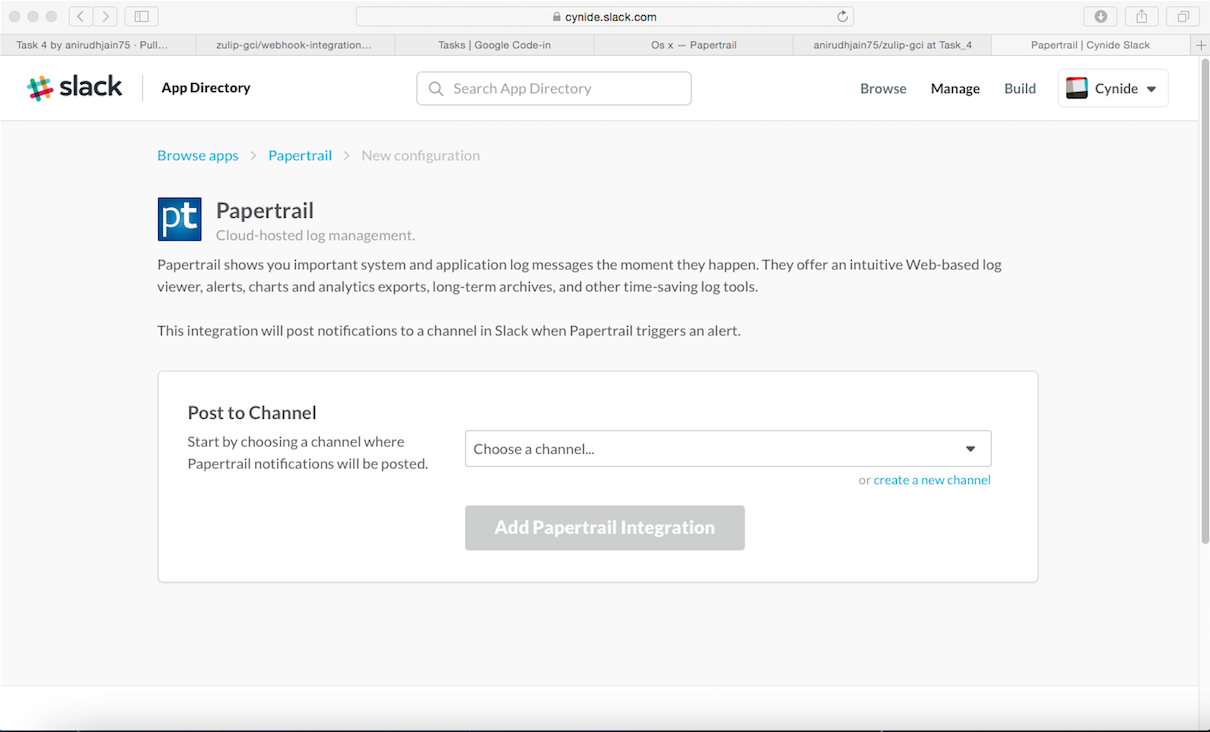 cynide.slack.com
Task 4 by anirudhjain75 · Pull...
zulip-gci/webhook-integration...
Tasks | Google Code-in
Os x — Papertrail
anirudhjain75/zulip-gci at Task_4
Papertrail | Cynide Slack
slack
App Directory
Search App Directory
Browse
Manage
Build
Cynide
Browse apps > Papertrail > New configuration
pt
Papertrail
Cloud-hosted log management.
Papertrail shows you important system and application log messages the moment they happen. They offer an intuitive Web-based log
viewer, alerts, charts and analytics exports, long-term archives, and other time-saving log tools.
This integration will post notifications to a channel in Slack when Papertrail triggers an alert.
Post to Channel
Start by choosing a channel where
Papertrail notifications will be posted.
Choose a channel...
or create a new channel
Add Papertrail Integration